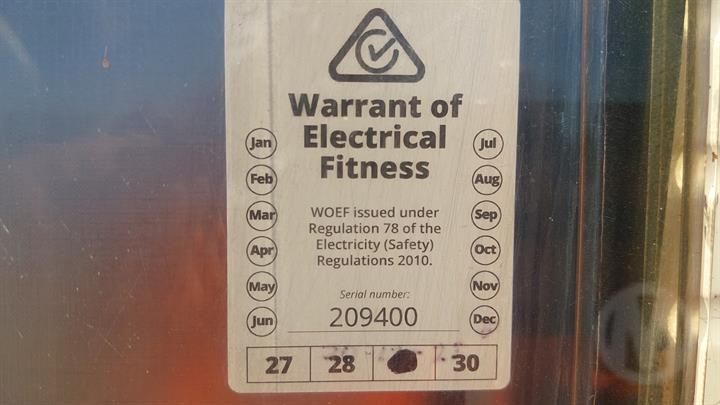 Warrant of
Electrical
Fitness
Jan
Feb
Mar
Apr
May
Jun
WOEF issued under
Regulation 78 of the
Electricity (Safety)
Regulations 2010.
Serial number:
209400
Jul
Aug
Sep
Oct
Nov
Dec
27 28 30